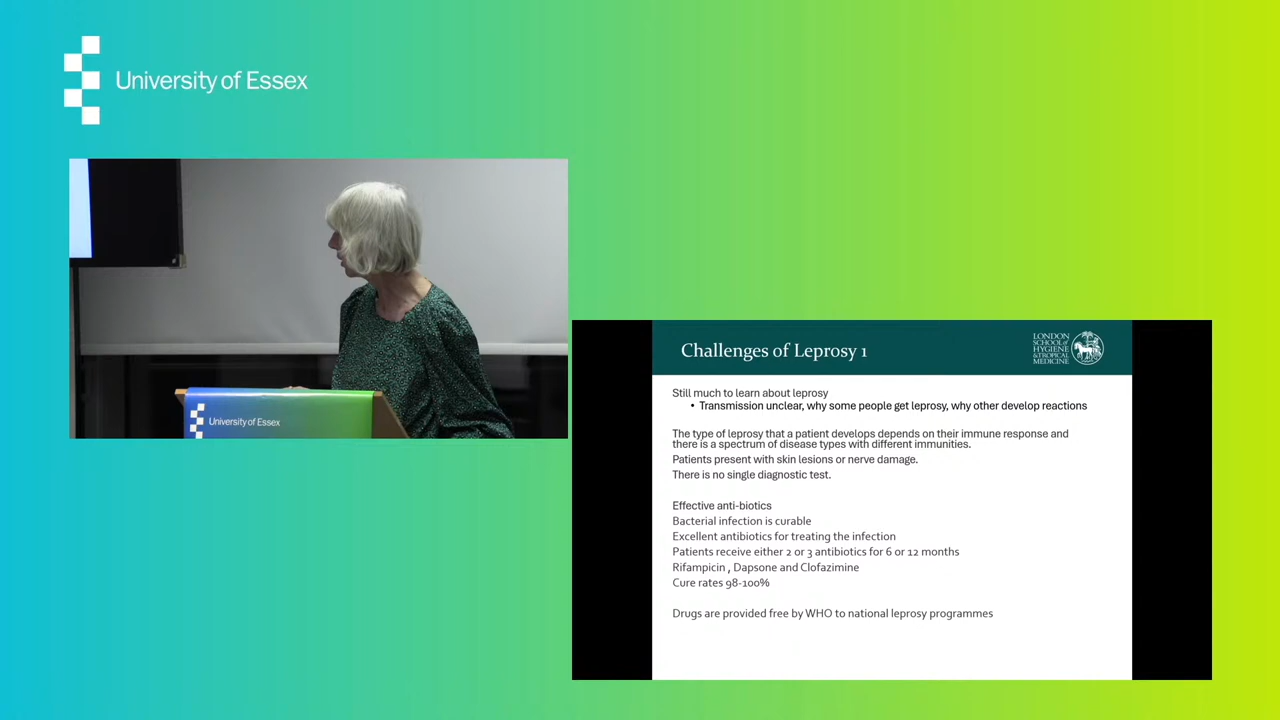 University of Essex
University of Essex
Challenges of Leprosy 1
LONDON
SCHOOL of
HYGIENE
& TROPICAL
MEDICINE
Still much to learn about leprosy
• Transmission unclear, why some people get leprosy, why other develop reactions
The type of leprosy that a patient develops depends on their immune response and
there is a spectrum of disease types with different immunities.
Patients present with skin lesions or nerve damage.
There is no single diagnostic test.
Effective anti-biotics
Bacterial infection is curable
Excellent antibiotics for treating the infection
Patients receive either 2 or 3 antibiotics for 6 or 12 months
Rifampicin , Dapsone and Clofazimine
Cure rates 98-100%
Drugs are provided free by WHO to national leprosy programmes